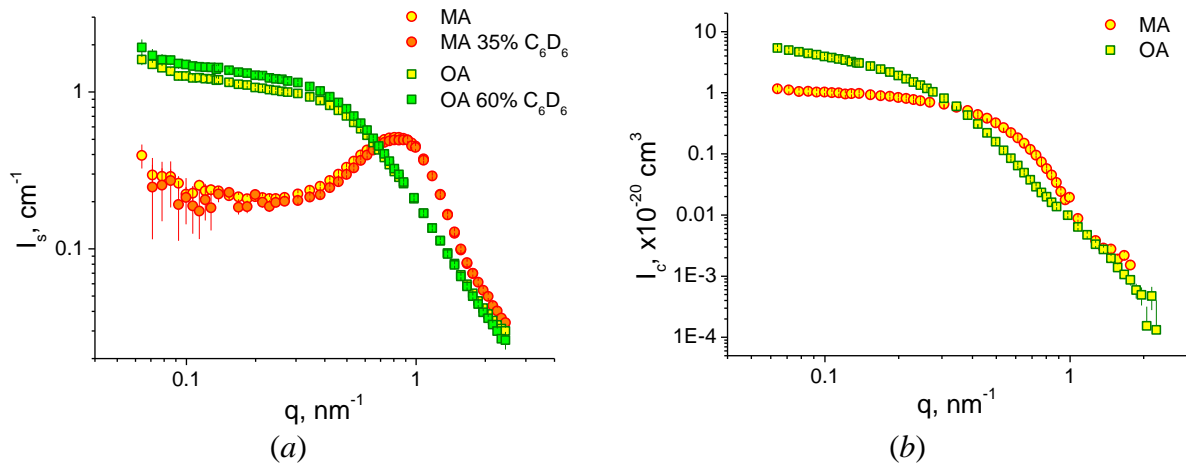 MA
MA 35% C₆D₆
OA
OA 60% C₆D₆
I_s, cm⁻¹
1
0.1
0.1
1
q, nm⁻¹
(a)
MA
OA
I_c, x10⁻²⁰ cm³
10
1
0.1
0.01
1E-3
1E-4
0.1
1
q, nm⁻¹
(b)